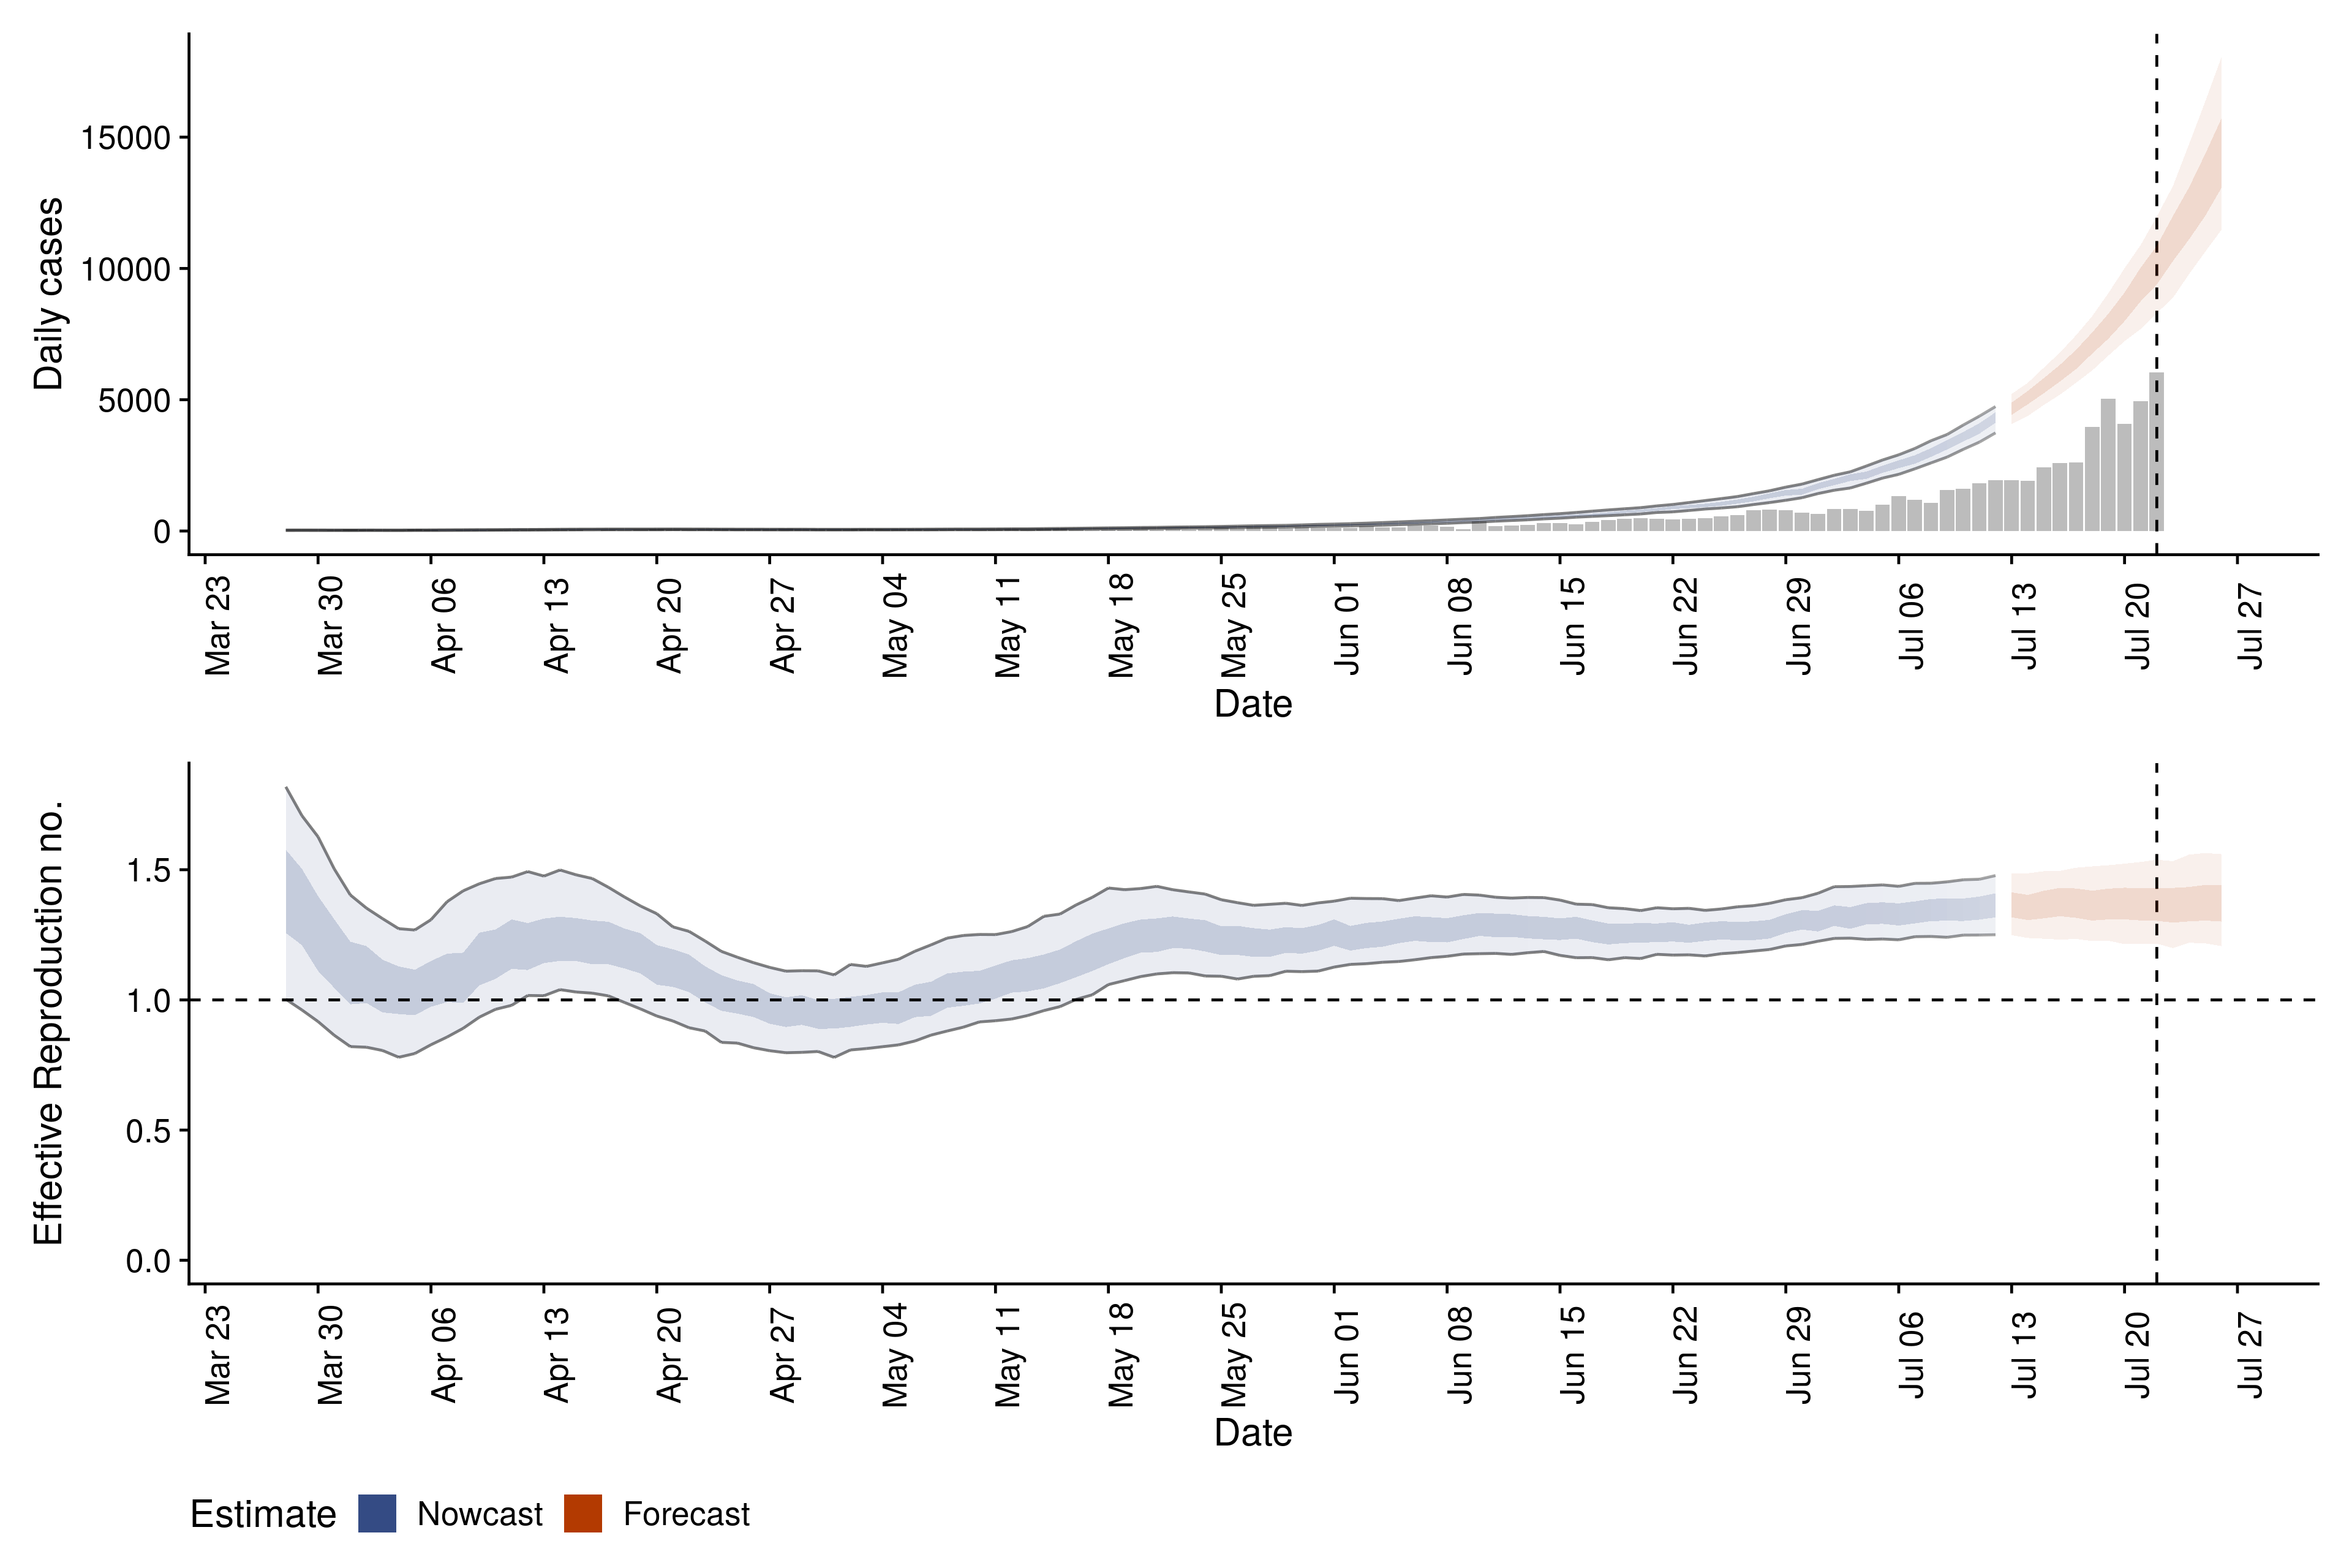 Daily cases
15000
10000
5000
0
Mar 23
Mar 30
Apr 06
Apr 13
Apr 20
Apr 27
May 04
May 11
May 18
May 25
Jun 01
Jun 08
Jun 15
Jun 22
Jun 29
Jul 06
Jul 13
Jul 20
Jul 27
Date
Effective Reproduction no.
1.5
1.0
0.5
0.0
Mar 23
Mar 30
Apr 06
Apr 13
Apr 20
Apr 27
May 04
May 11
May 18
May 25
Jun 01
Jun 08
Jun 15
Jun 22
Jun 29
Jul 06
Jul 13
Jul 20
Jul 27
Date
Estimate Nowcast Forecast